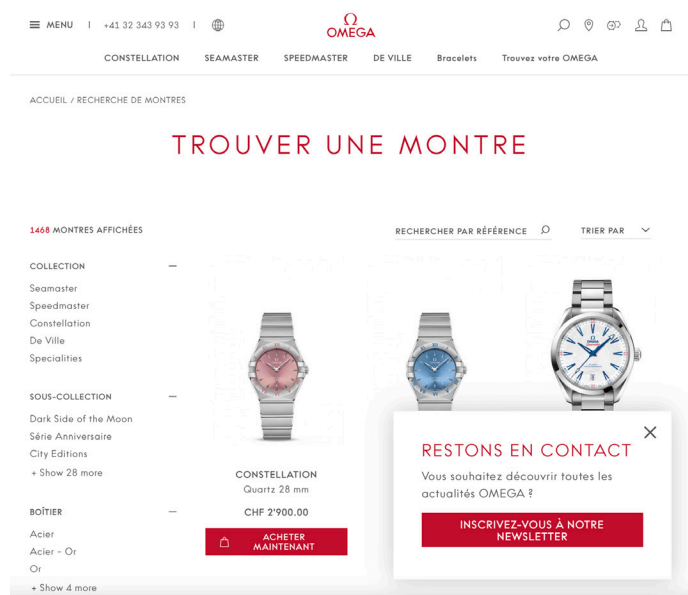 MENU | +41 32 343 93 93 |
Ω
OMEGA
CONSTELLATION SEAMASTER SPEEDMASTER DE VILLE Bracelets Trouvez votre OMEGA
ACCUEIL / RECHERCHE DE MONTRES
TROUVER UNE MONTRE
1468 MONTRES AFFICHÉES
RECHERCHER PAR RÉFÉRENCE
TRIER PAR
COLLECTION
Seamaster
Speedmaster
Constellation
De Ville
Specialities
SOUS-COLLECTION
Dark Side of the Moon
Série Anniversaire
City Editions
+ Show 28 more
BOÎTIER
Acier
Acier - Or
Or
+ Show 4 more
CONSTELLATION
Quartz 28 mm
CHF 2'900.00
ACHETER
MAINTENANT
RESTONS EN CONTACT
Vous souhaitez découvrir toutes les
actualités OMEGA ?
INSCRIVEZ-VOUS À NOTRE
NEWSLETTER